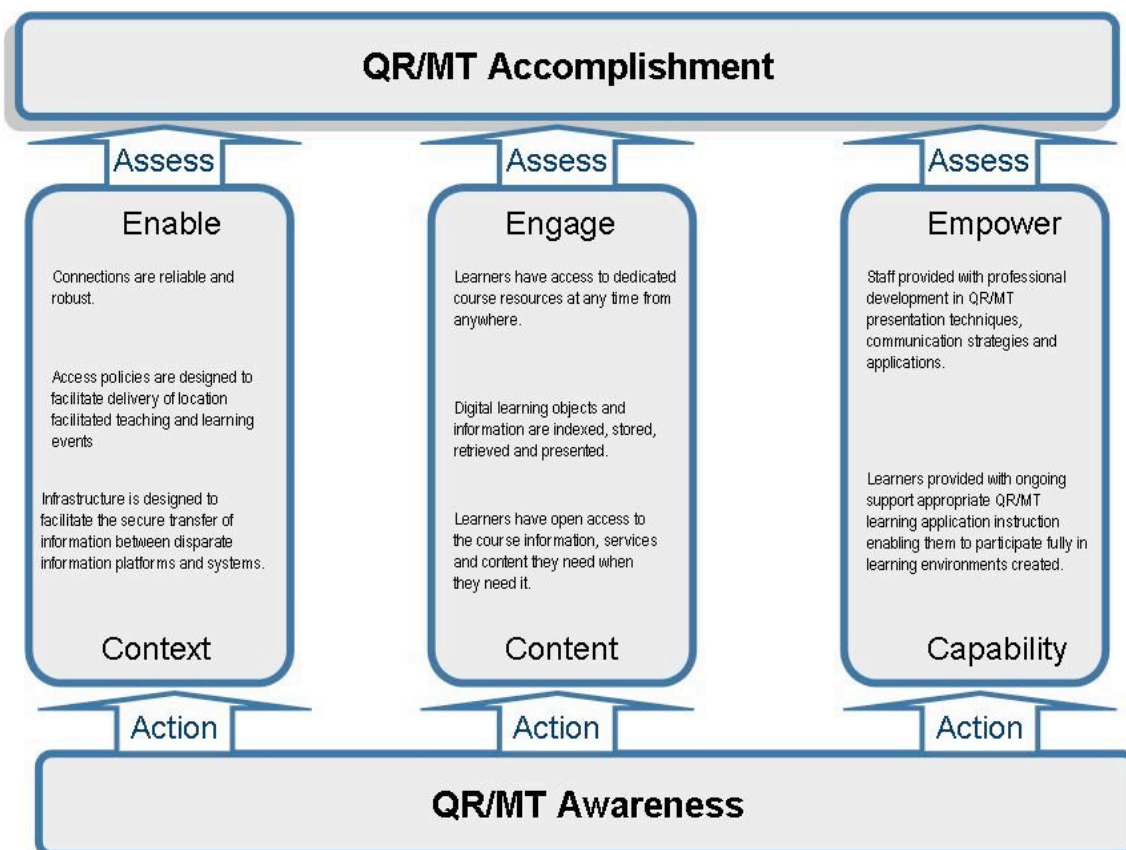 QR/MT Accomplishment
Assess
Assess
Assess
Enable
Connections are reliable and
robust.
Access policies are designed to
facilitate delivery of location
facilitated teaching and learning
events
Infrastructure is designed to
facilitate the secure transfer of
information between disparate
information platforms and systems.
Context
Engage
Learners have access to dedicated
course resources at any time from
anywhere.
Digital learning objects and
information are indexed, stored,
retrieved and presented.
Learners have open access to
the course information, services
and content they need when
they need it.
Content
Empower
Staff provided with professional
development in QR/MT
presentation techniques,
communication strategies and
applications.
Learners provided with ongoing
support appropriate QR/MT
learning application instruction
enabling them to participate fully in
learning environments created.
Capability
Action
Action
Action
QR/MT Awareness